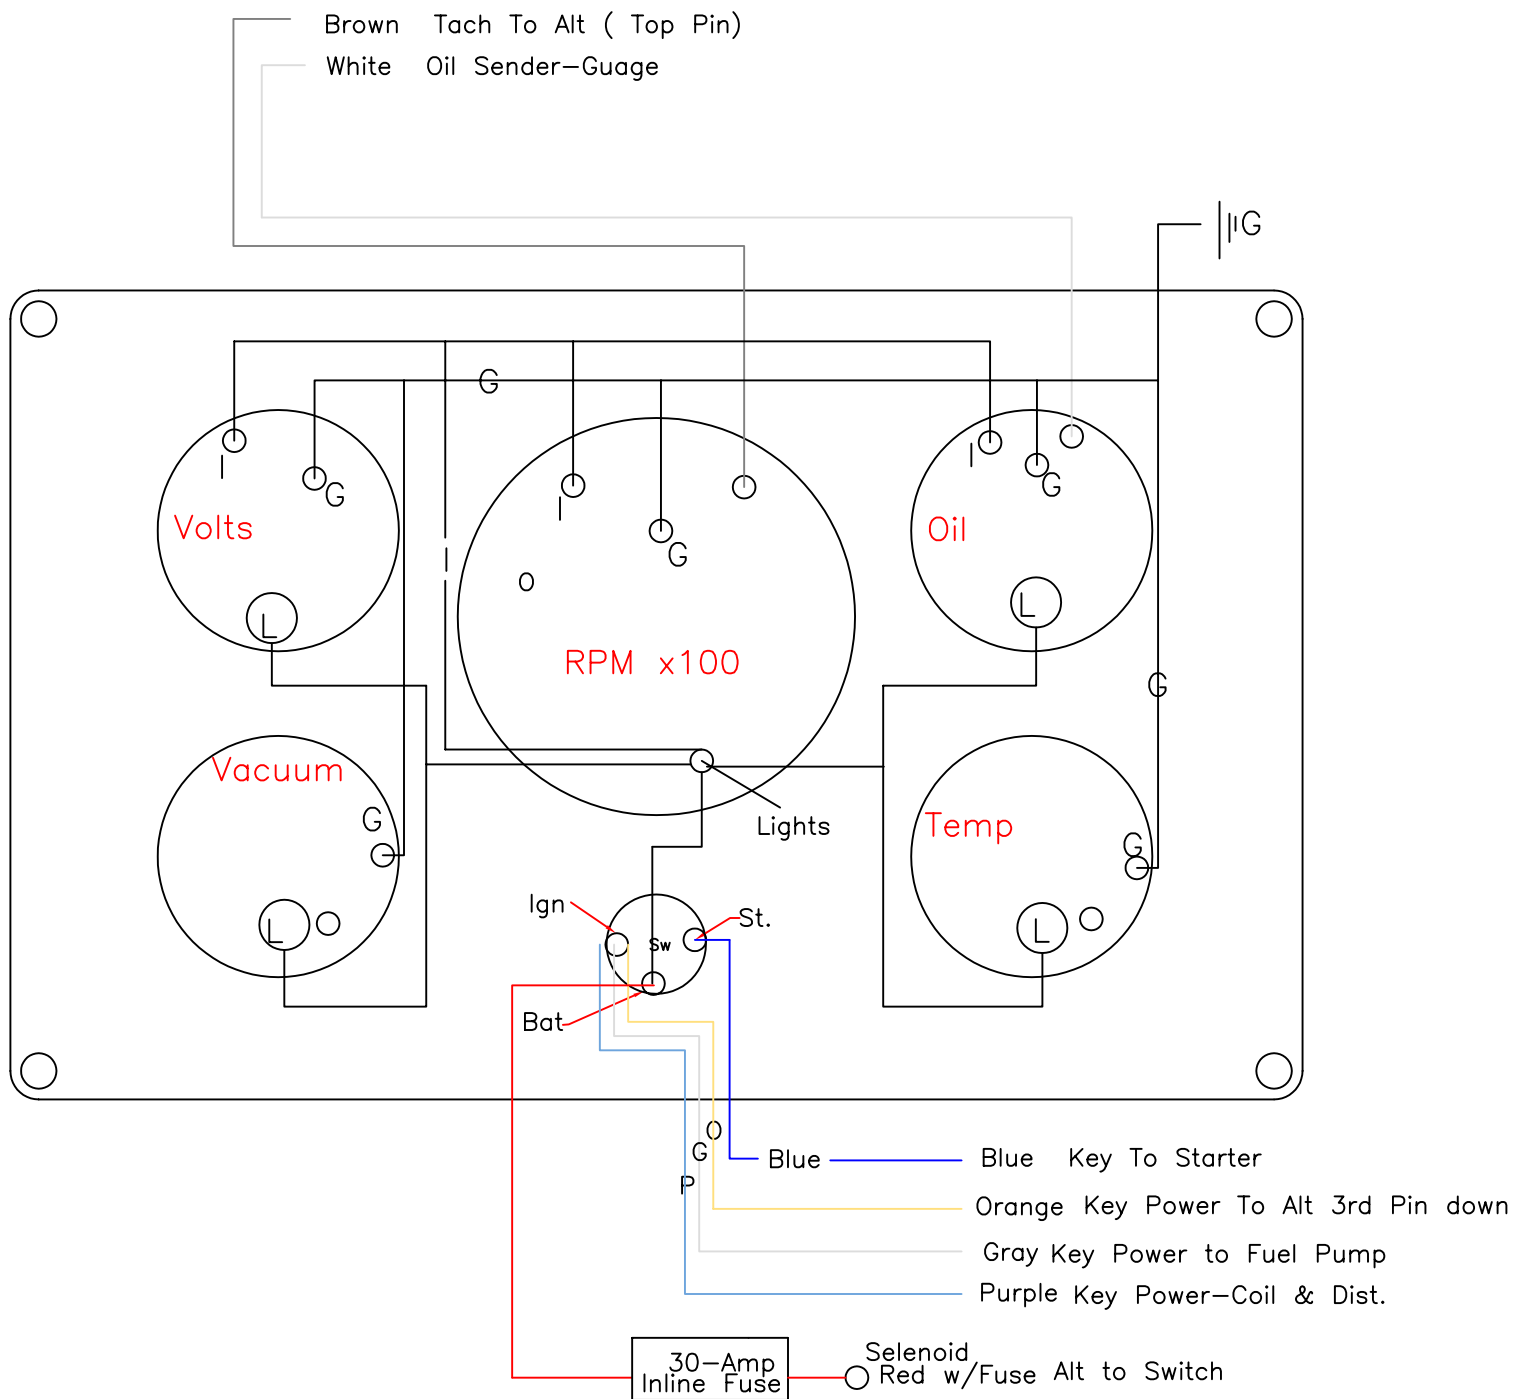 Brown Tach To Alt ( Top Pin)
White Oil Sender-Guage
G
G
I
G
I
G
I
G
Volts
Oil
I
O
L
L
RPM x100
G
Vacuum
G
Temp
G
Lights
L
L
Ign
St.
Sw
Bat
O
G
P
Blue
Blue Key To Starter
Orange Key Power To Alt 3rd Pin down
Gray Key Power to Fuel Pump
Purple Key Power-Coil & Dist.
30-Amp
Inline Fuse
Selenoid
Red w/Fuse Alt to Switch